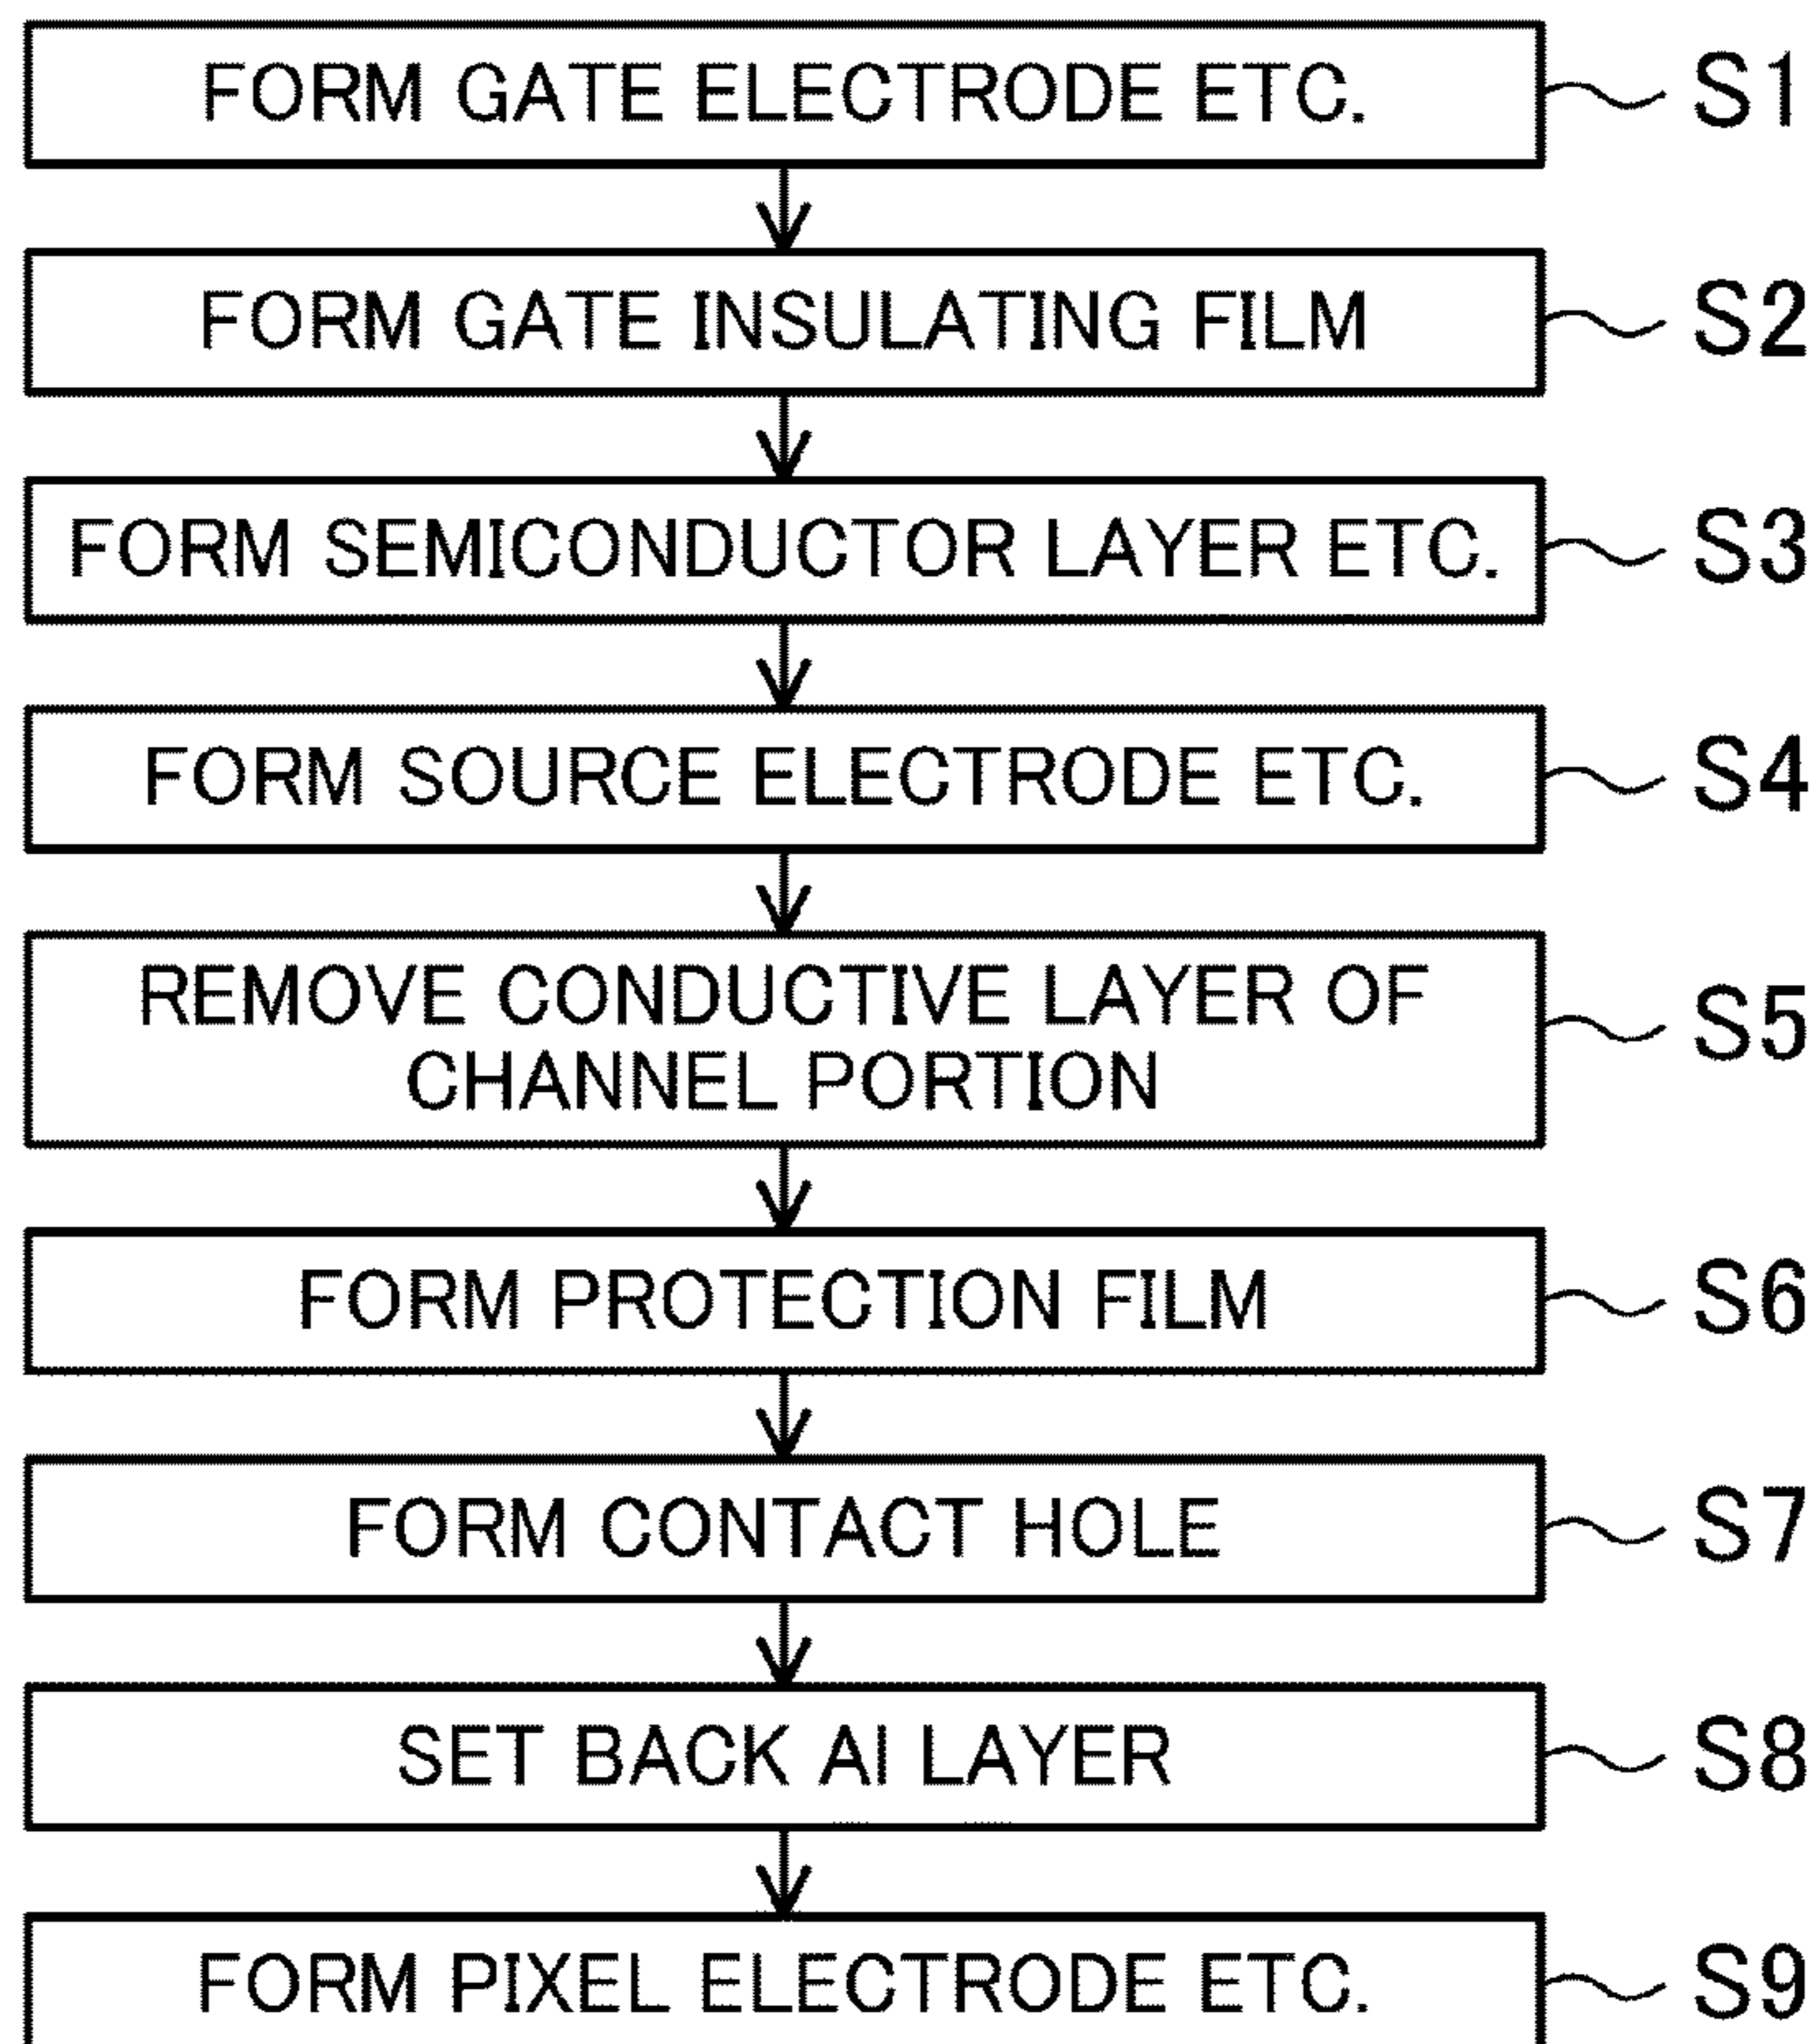 FORM GATE ELECTRODE ETC. S1
FORM GATE INSULATING FILM S2
FORM SEMICONDUCTOR LAYER ETC. S3
FORM SOURCE ELECTRODE ETC. S4
REMOVE CONDUCTIVE LAYER OF
CHANNEL PORTION S5
FORM PROTECTION FILM S6
FORM CONTACT HOLE S7
SET BACK Al LAYER S8
FORM PIXEL ELECTRODE ETC. S9